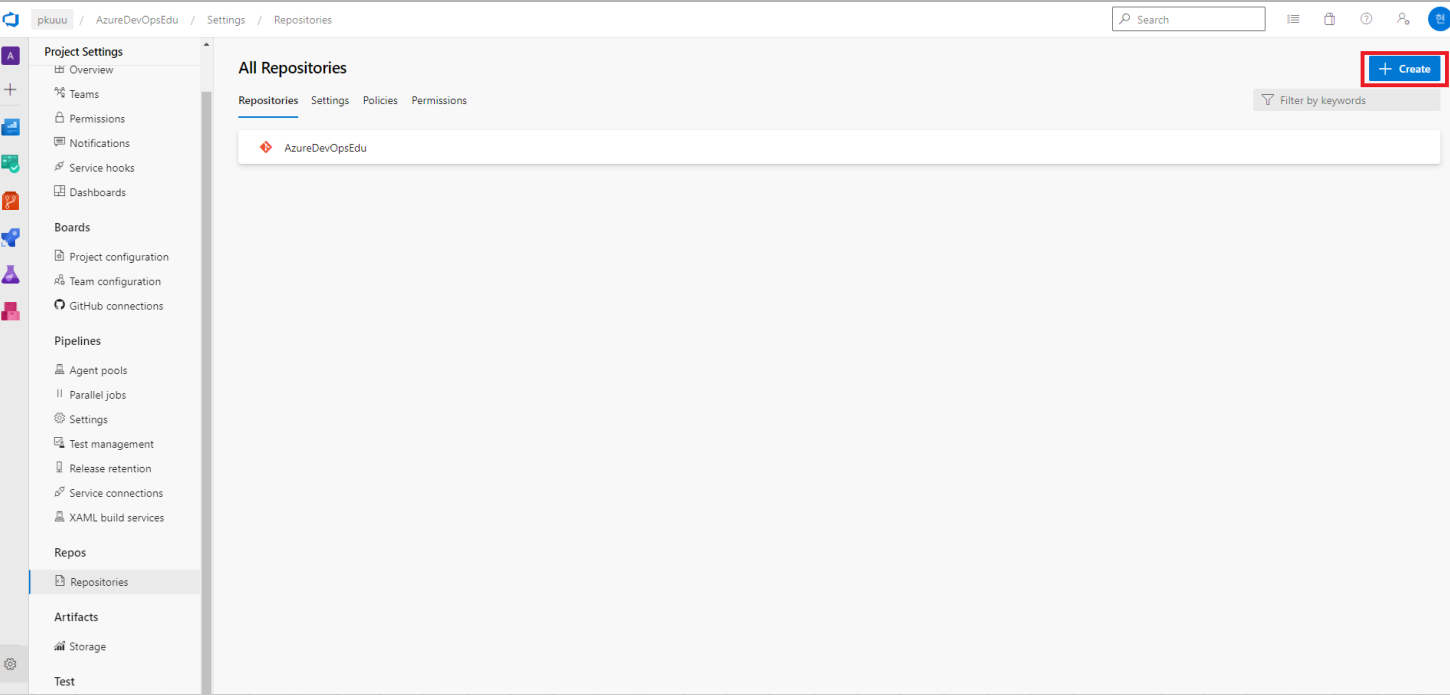 pkuuu / AzureDevOpsEdu / Settings / Repositories
Search
현
A
Project Settings
Overview
Teams
Permissions
Notifications
Service hooks
Dashboards
Boards
Project configuration
Team configuration
GitHub connections
Pipelines
Agent pools
Parallel jobs
Settings
Test management
Release retention
Service connections
XAML build services
Repos
Repositories
Artifacts
Storage
Test
All Repositories
+ Create
Repositories Settings Policies Permissions
Filter by keywords
AzureDevOpsEdu